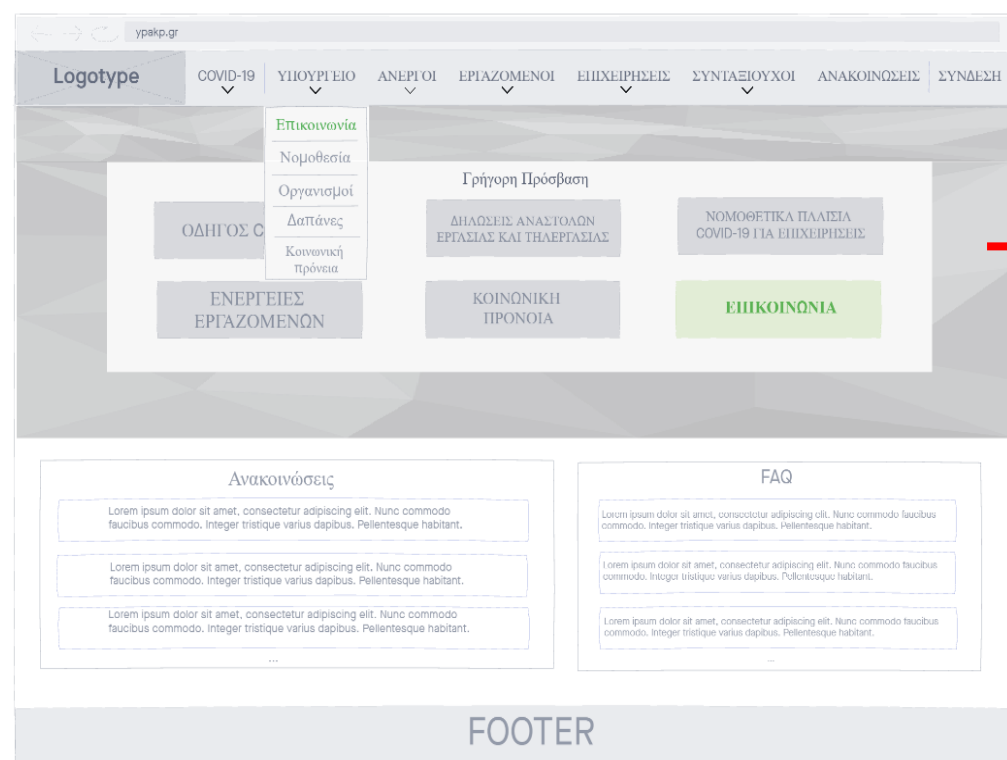 ypakp.gr
Logotype
COVID-19
ΥΠΟΥΡΓΕΙΟ
ΑΝΕΡΓΟΙ
ΕΡΓΑΖΟΜΕΝΟΙ
ΕΠΙΧΕΙΡΗΣΕΙΣ
ΣΥΝΤΑΞΙΟΥΧΟΙ
ΑΝΑΚΟΙΝΩΣΕΙΣ
ΣΥΝΔΕΣΗ
Επικοινωνία
Νομοθεσία
Οργανισμοί
Δαπάνες
Κοινωνική
πρόνεια
Γρήγορη Πρόσβαση
ΟΔΗΓΟΣ C
ΔΗΛΩΣΕΙΣ ΑΝΑΣΤΟΛΩΝ
ΕΡΓΑΣΙΑΣ ΚΑΙ ΤΗΛΕΡΓΑΣΙΑΣ
ΝΟΜΟΘΕΤΙΚΑ ΠΛΑΙΣΙΑ
COVID-19 ΓΙΑ ΕΠΙΧΕΙΡΗΣΕΙΣ
ΕΝΕΡΓΕΙΕΣ
ΕΡΓΑΖΟΜΕΝΩΝ
ΚΟΙΝΩΝΙΚΗ
ΠΡΟΝΟΙΑ
ΕΠΙΚΟΙΝΩΝΙΑ
Ανακοινώσεις
Lorem ipsum dolor sit amet, consectetur adipiscing elit. Nunc commodo
faucibus commodo. Integer tristique varius dapibus. Pellentesque habitant.
Lorem ipsum dolor sit amet, consectetur adipiscing elit. Nunc commodo
faucibus commodo. Integer tristique varius dapibus. Pellentesque habitant.
Lorem ipsum dolor sit amet, consectetur adipiscing elit. Nunc commodo
faucibus commodo. Integer tristique varius dapibus. Pellentesque habitant.
...
FAQ
Lorem ipsum dolor sit amet, consectetur adipiscing elit. Nunc commodo faucibus
commodo. Integer tristique varius dapibus. Pellentesque habitant.
Lorem ipsum dolor sit amet, consectetur adipiscing elit. Nunc commodo faucibus
commodo. Integer tristique varius dapibus. Pellentesque habitant.
Lorem ipsum dolor sit amet, consectetur adipiscing elit. Nunc commodo faucibus
commodo. Integer tristique varius dapibus. Pellentesque habitant.
...
FOOTER